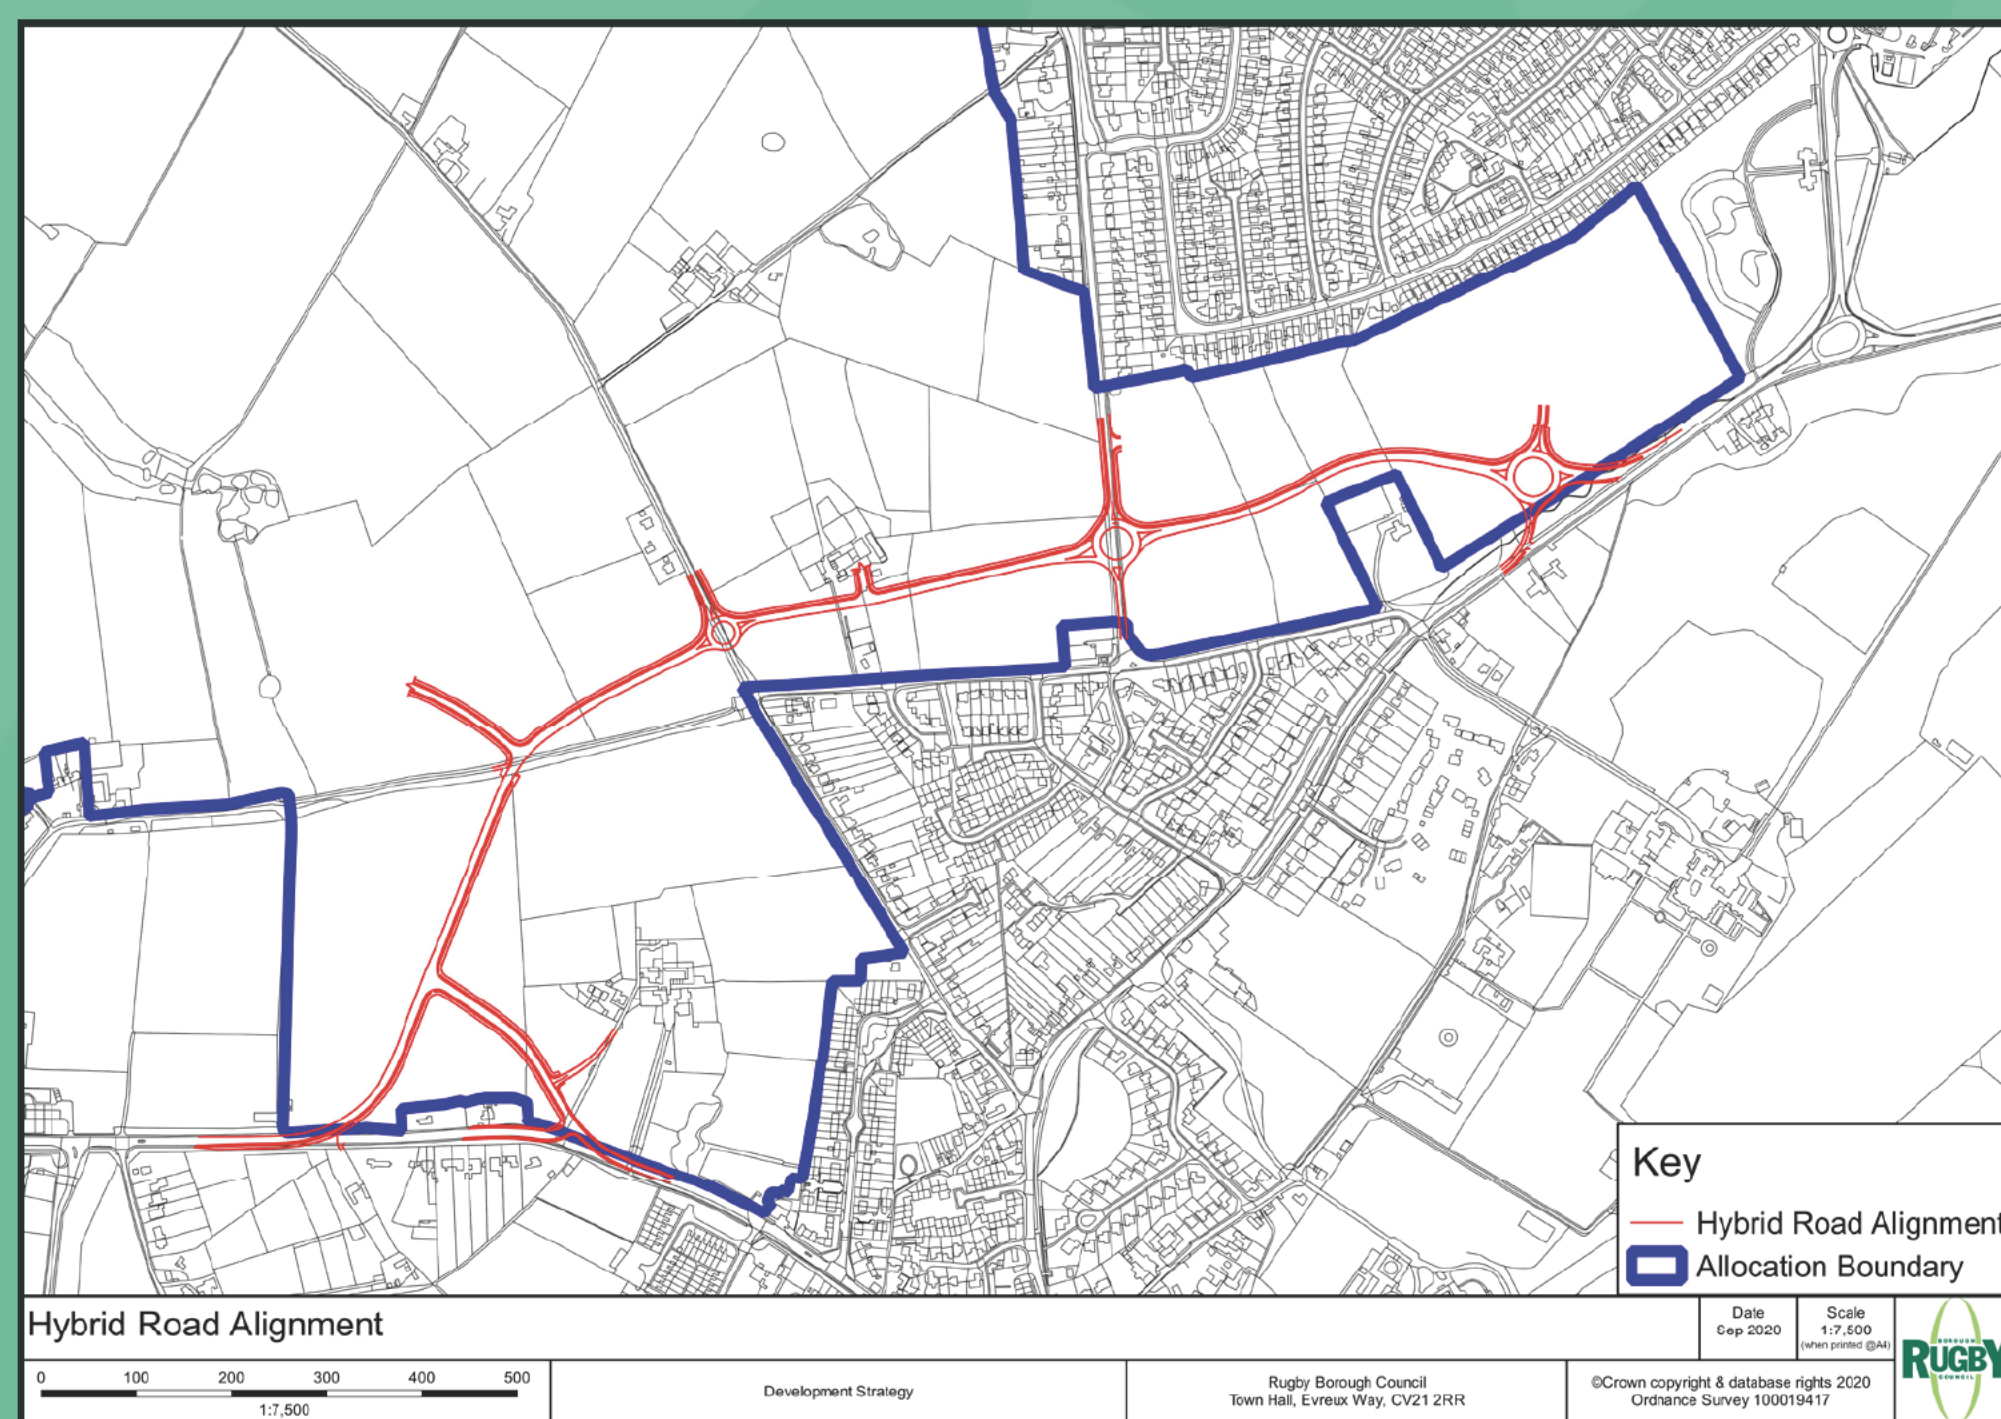 Key
Hybrid Road Alignment
Allocation Boundary
Hybrid Road Alignment
Date
Sep 2020
Scale
1:7,500
(when printed @A4)
BOROUGH
RUGBY
COUNCIL
0 100 200 300 400 500
1:7,500
Development Strategy
Rugby Borough Council
Town Hall, Evreux Way, CV21 2RR
©Crown copyright & database rights 2020
Ordnance Survey 100019417